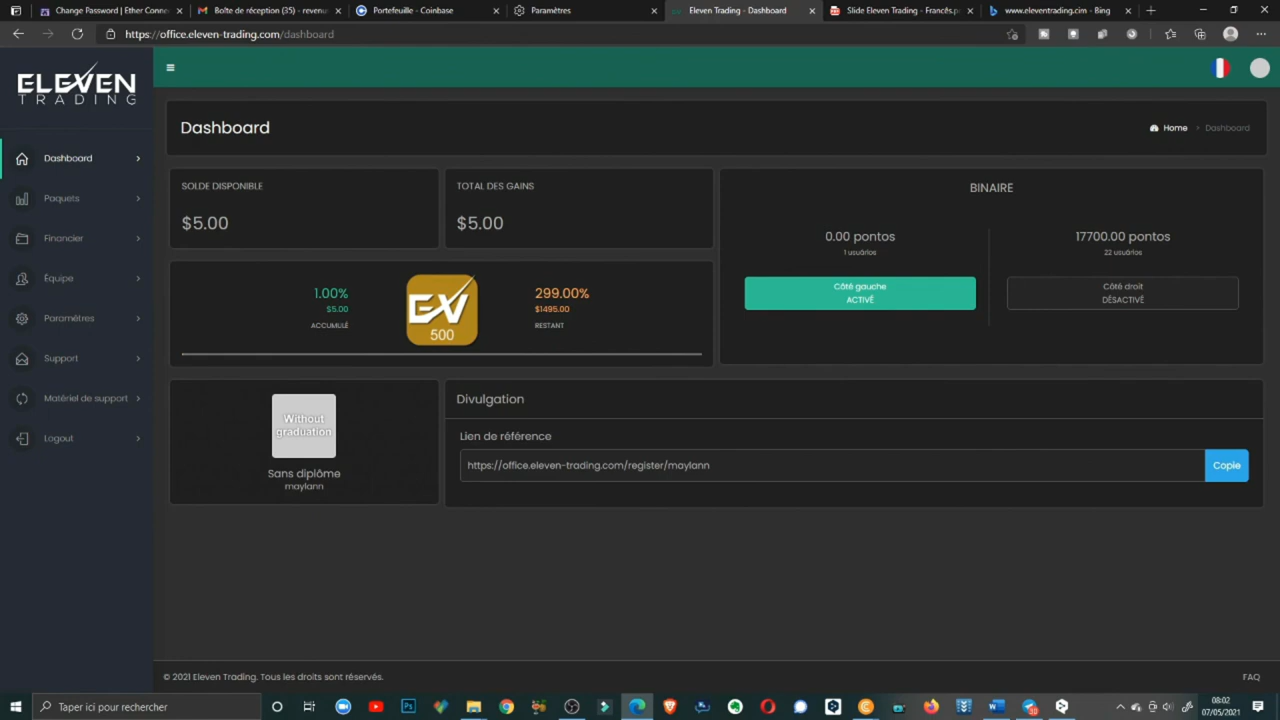 Change Password | Ether Connec
Boîte de réception (35) - revenu
Portefeuille - Coinbase
Paramètres
Eleven Trading - Dashboard
Slide Eleven Trading - Francês.p
www.eleventrading.cim - Bing
https://office.eleven-trading.com/dashboard
ELEVEN
TRADING
Dashboard
Home
Dashboard
Dashboard
Paquets
Financier
Équipe
Paramètres
Support
Matériel de support
Logout
SOLDE DISPONIBLE
$5.00
TOTAL DES GAINS
$5.00
BINAIRE
0.00 pontos
1 usuários
Côté gauche
ACTIVÉ
17700.00 pontos
22 usuários
Côté droit
DÉSACTIVÉ
1.00%
$5.00
ACCUMULÉ
EV
500
299.00%
$1495.00
RESTANT
Without
graduation
Sans diplôme
maylann
Divulgation
Lien de référence
https://office.eleven-trading.com/register/maylann
Copie
© 2021 Eleven Trading. Tous les droits sont réservés.
FAQ
Taper ici pour rechercher
08:02
07/05/2021